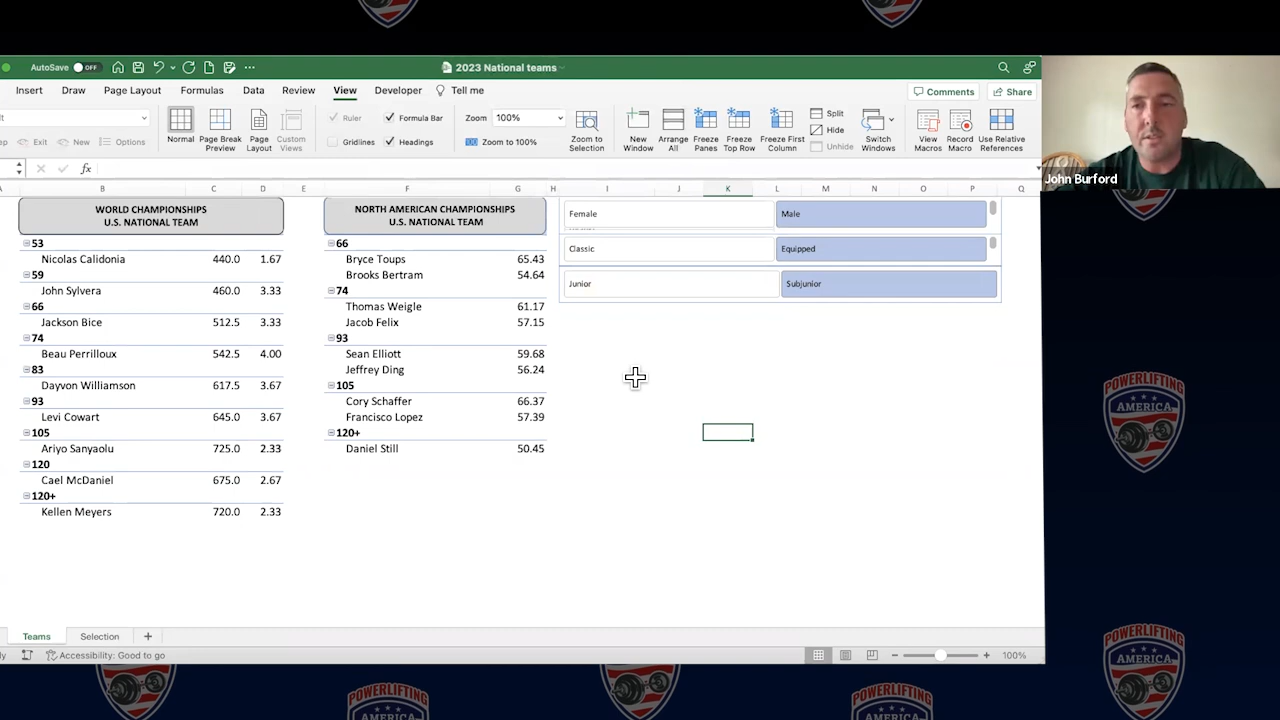 AutoSave OFF
2023 National teams
Insert Draw Page Layout Formulas Data Review View Developer Tell me
Comments Share
Exit New Options
Normal Page Break Preview Page Layout Custom Views
Ruler Formula Bar
Gridlines Headings
Zoom 100%
Zoom to 100%
Zoom to Selection
New Window Arrange All Freeze Panes Freeze Top Row Freeze First Column
Split
Hide
Unhide
Switch Windows View Macros Record Macro Use Relative References
John Burford
fx
B C D E F G H I J K L M N O P Q
WORLD CHAMPIONSHIPS
U.S. NATIONAL TEAM
53
Nicolas Calidonia 440.0 1.67
59
John Sylvera 460.0 3.33
66
Jackson Bice 512.5 3.33
74
Beau Perrilloux 542.5 4.00
83
Dayvon Williamson 617.5 3.67
93
Levi Cowart 645.0 3.67
105
Ariyo Sanyaolu 725.0 2.33
120
Cael McDaniel 675.0 2.67
120+
Kellen Meyers 720.0 2.33
NORTH AMERICAN CHAMPIONSHIPS
U.S. NATIONAL TEAM
66
Bryce Toups 65.43
Brooks Bertram 54.64
74
Thomas Weigle 61.17
Jacob Felix 57.15
93
Sean Elliott 59.68
Jeffrey Ding 56.24
105
Cory Schaffer 66.37
Francisco Lopez 57.39
120+
Daniel Still 50.45
Female Male
Classic Equipped
Junior Subjunior
Teams Selection +
Accessibility: Good to go
100%
POWERLIFTING
AMERICA
POWERLIFTING
AMERICA
POWERLIFTING
AMERICA
POWERLIFTING
AMERICA